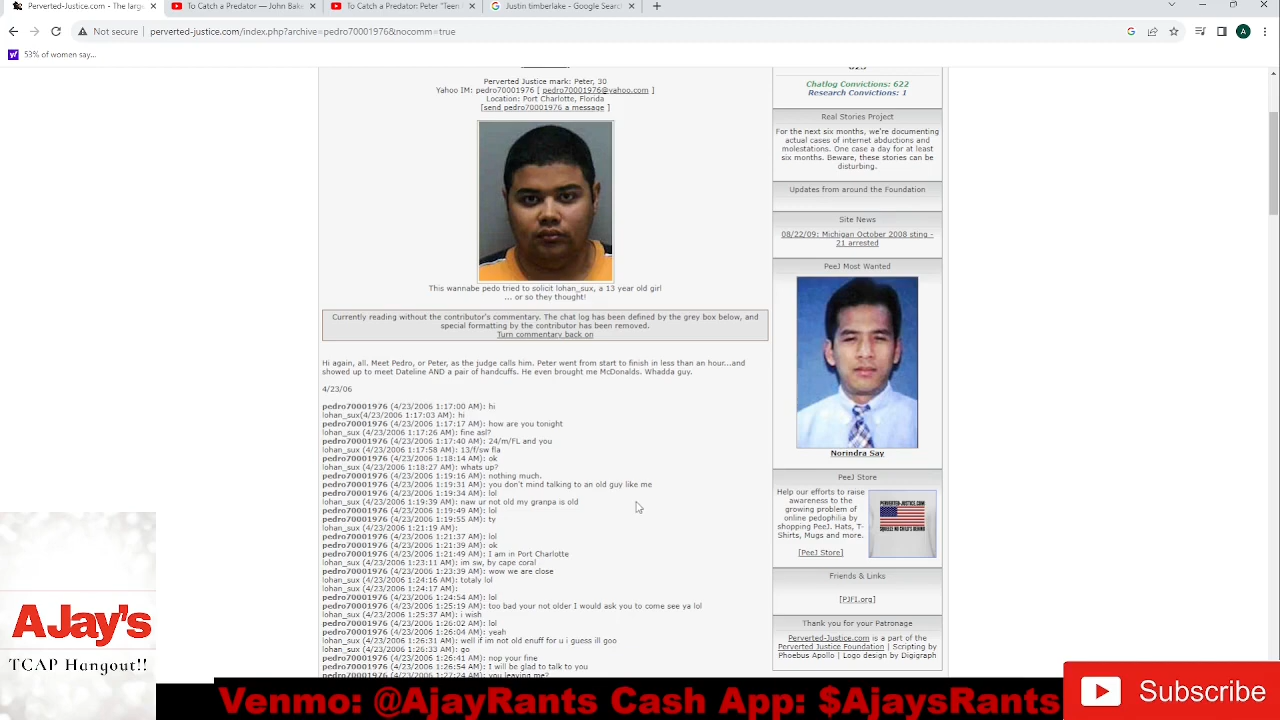 Perverted-Justice.com - The larg
To Catch a Predator – John Bake
To Catch a Predator: Peter "Teen
Justin timberlake - Google Searc
Not secure
perverted-justice.com/index.php?archive=pedro70001976&nocomm=true
53% of women say...
Perverted Justice mark: Peter, 30
Yahoo IM: pedro70001976 [ pedro70001976@yahoo.com ]
Location: Port Charlotte, Florida
[send pedro70001976 a message ]
This wannabe pedo tried to solicit lohan_sux, a 13 year old girl
... or so they thought!
Currently reading without the contributor's commentary. The chat log has been defined by the grey box below, and
special formatting by the contributor has been removed.
Turn commentary back on
Hi again, all. Meet Pedro, or Peter, as the judge calls him. Peter went from start to finish in less than an hour...and
showed up to meet Dateline AND a pair of handcuffs. He even brought me McDonalds. Whadda guy.
4/23/06
pedro70001976 (4/23/2006 1:17:00 AM): hi
lohan_sux(4/23/2006 1:17:03 AM): hi
pedro70001976 (4/23/2006 1:17:17 AM): how are you tonight
lohan_sux (4/23/2006 1:17:26 AM): fine asl?
pedro70001976 (4/23/2006 1:17:40 AM): 24/m/FL and you
lohan_sux (4/23/2006 1:17:58 AM): 13/f/sw fla
pedro70001976 (4/23/2006 1:18:14 AM): ok
lohan_sux (4/23/2006 1:18:27 AM): whats up?
pedro70001976 (4/23/2006 1:19:16 AM): nothing much.
pedro70001976 (4/23/2006 1:19:31 AM): you don't mind talking to an old guy like me
pedro70001976 (4/23/2006 1:19:34 AM): lol
lohan_sux (4/23/2006 1:19:39 AM): naw ur not old my granpa is old
pedro70001976 (4/23/2006 1:19:49 AM): lol
pedro70001976 (4/23/2006 1:19:55 AM): ty
lohan_sux (4/23/2006 1:21:19 AM):
pedro70001976 (4/23/2006 1:21:37 AM): lol
pedro70001976 (4/23/2006 1:21:39 AM): ok
pedro70001976 (4/23/2006 1:21:49 AM): I am in Port Charlotte
lohan_sux (4/23/2006 1:23:11 AM): im sw, by cape coral
pedro70001976 (4/23/2006 1:23:39 AM): wow we are close
lohan_sux (4/23/2006 1:24:16 AM): totaly lol
lohan_sux (4/23/2006 1:24:17 AM):
pedro70001976 (4/23/2006 1:24:54 AM): lol
pedro70001976 (4/23/2006 1:25:19 AM): too bad your not older I would ask you to come see ya lol
lohan_sux (4/23/2006 1:25:37 AM): i wish
pedro70001976 (4/23/2006 1:26:02 AM): lol
pedro70001976 (4/23/2006 1:26:04 AM): yeah
lohan_sux (4/23/2006 1:26:31 AM): well if im not old enuff for u i guess ill goo
lohan_sux (4/23/2006 1:26:33 AM): go
pedro70001976 (4/23/2006 1:26:41 AM): nop your fine
pedro70001976 (4/23/2006 1:26:54 AM): I will be glad to talk to you
pedro70001976 (4/23/2006 1:27:24 AM): you leaving me?
Chatlog Convictions: 622
Research Convictions: 1
Real Stories Project
For the next six months, we're documenting
actual cases of internet abductions and
molestations. One case a day for at least
six months. Beware, these stories can be
disturbing.
Updates from around the Foundation
Site News
08/22/09: Michigan October 2008 sting -
21 arrested
PeeJ Most Wanted
Norindra Say
PeeJ Store
Help our efforts to raise
awareness to the
growing problem of
online pedophilia by
shopping PeeJ. Hats, T-
Shirts, Mugs and more.
[PeeJ Store]
PERVERTED-JUSTICE.COM
Friends & Links
[PJFI.org]
Thank you for your Patronage
Perverted-Justice.com is a part of the
Perverted Justice Foundation | Scripting by
Phoebus Apollo | Logo design by Digigraph
AJay's
TCAP Hangout!!
Venmo: @AjayRants Cash App: $AjaysRants
Subscribe